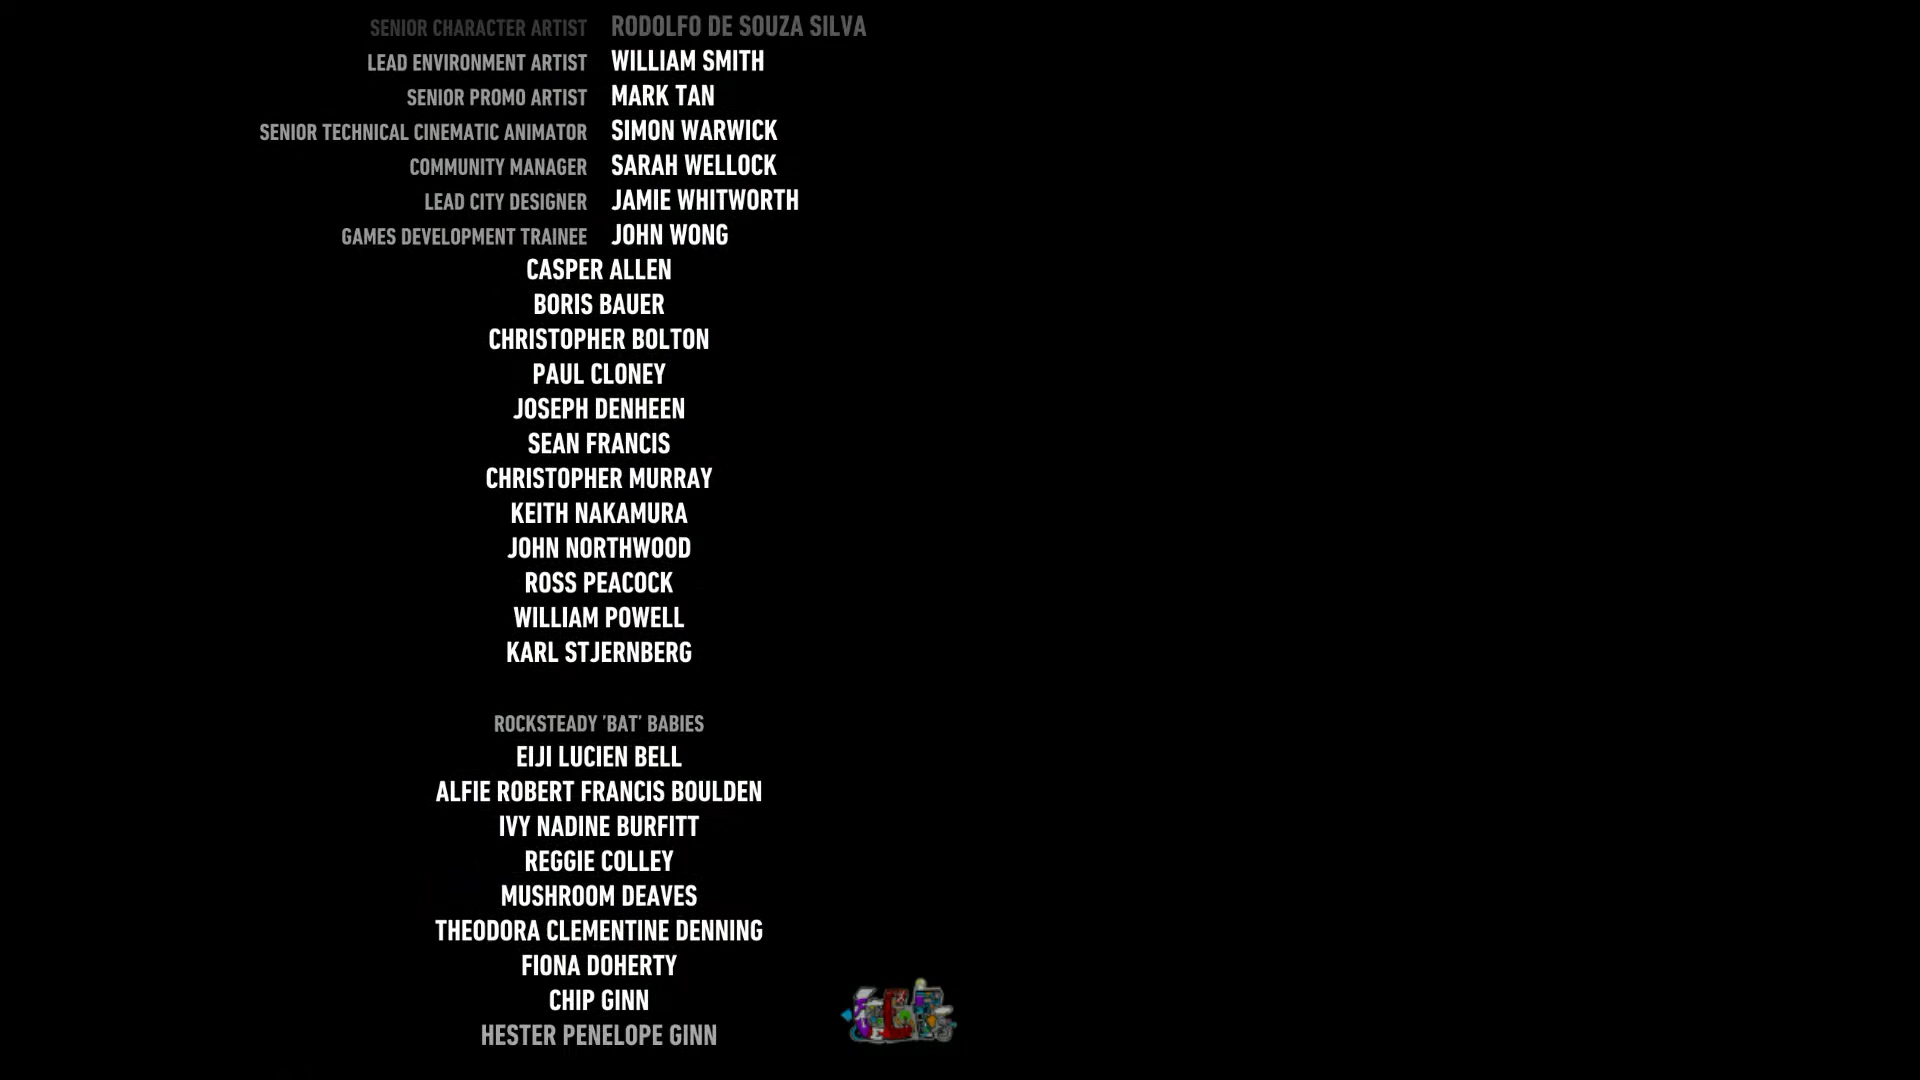 SENIOR CHARACTER ARTIST RODOLFO DE SOUZA SILVA
LEAD ENVIRONMENT ARTIST WILLIAM SMITH
SENIOR PROMO ARTIST MARK TAN
SENIOR TECHNICAL CINEMATIC ANIMATOR SIMON WARWICK
COMMUNITY MANAGER SARAH WELLOCK
LEAD CITY DESIGNER JAMIE WHITWORTH
GAMES DEVELOPMENT TRAINEE JOHN WONG
CASPER ALLEN
BORIS BAUER
CHRISTOPHER BOLTON
PAUL CLONEY
JOSEPH DENHEEN
SEAN FRANCIS
CHRISTOPHER MURRAY
KEITH NAKAMURA
JOHN NORTHWOOD
ROSS PEACOCK
WILLIAM POWELL
KARL STJERNBERG
ROCKSTEADY 'BAT' BABIES
EIJI LUCIEN BELL
ALFIE ROBERT FRANCIS BOULDEN
IVY NADINE BURFITT
REGGIE COLLEY
MUSHROOM DEAVES
THEODORA CLEMENTINE DENNING
FIONA DOHERTY
CHIP GINN
HESTER PENELOPE GINN